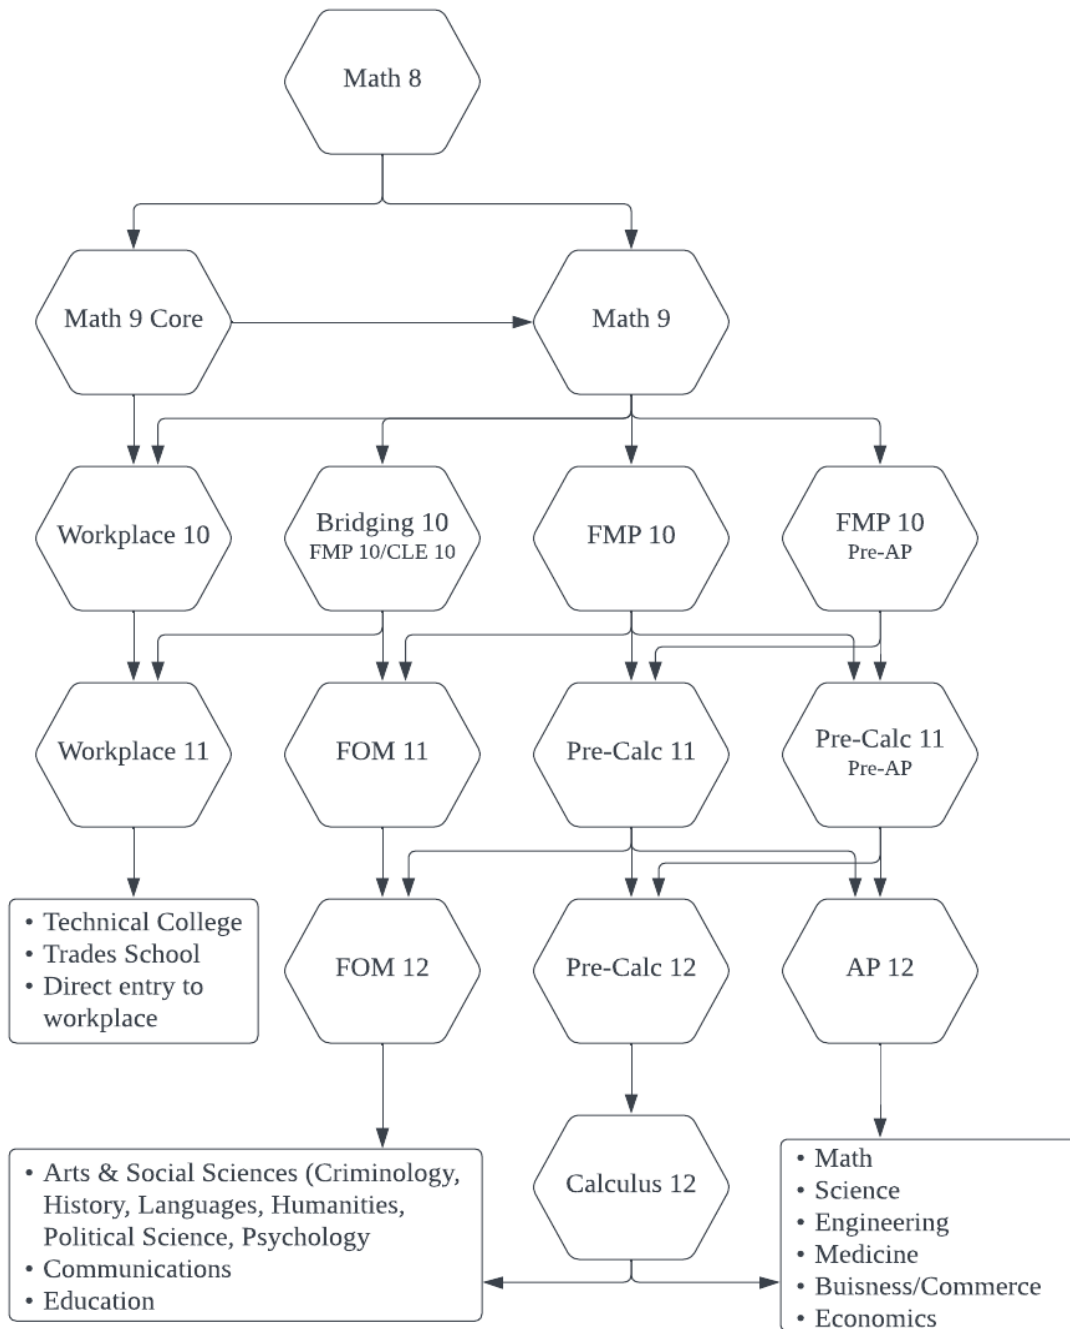 Math 8
Math 9 Core
Math 9
Workplace 10
Bridging 10
FMP 10/CLE 10
FMP 10
FMP 10
Pre-AP
Workplace 11
FOM 11
Pre-Calc 11
Pre-Calc 11
Pre-AP
• Technical College
• Trades School
• Direct entry to
workplace
FOM 12
Pre-Calc 12
AP 12
• Arts & Social Sciences (Criminology,
History, Languages, Humanities,
Political Science, Psychology
• Communications
• Education
Calculus 12
• Math
• Science
• Engineering
• Medicine
• Buisness/Commerce
• Economics